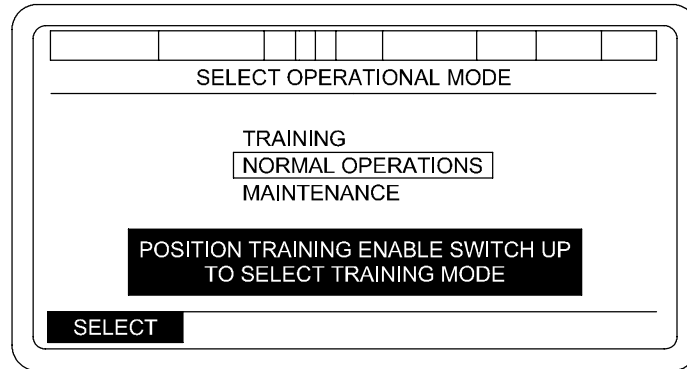 SELECT OPERATIONAL MODE
TRAINING
NORMAL OPERATIONS
MAINTENANCE
POSITION TRAINING ENABLE SWITCH UP
TO SELECT TRAINING MODE
SELECT